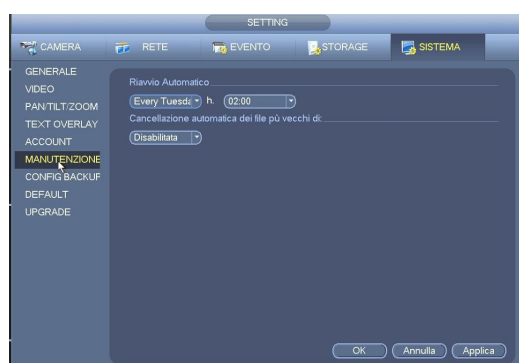 SETTING
CAMERA RETE EVENTO STORAGE SISTEMA
GENERALE
VIDEO
PAN/TILT/ZOOM
TEXT OVERLAY
ACCOUNT
MANUTENZIONE
CONFIG BACKUP
DEFAULT
UPGRADE
Riavvio Automatico
Every Tuesda h. 02:00
Cancellazione automatica dei file pù vecchi di:
Disabilitata
OK Annulla Applica